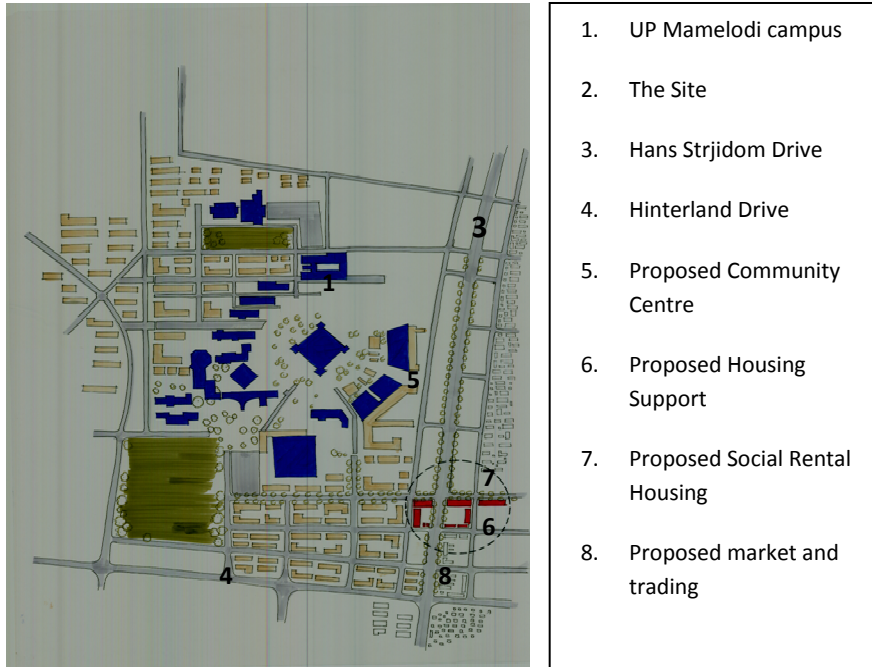 3
1
5
7
6
4
8
1. UP Mamelodi campus
2. The Site
3. Hans Strjidom Drive
4. Hinterland Drive
5. Proposed Community
Centre
6. Proposed Housing
Support
7. Proposed Social Rental
Housing
8. Proposed market and
trading